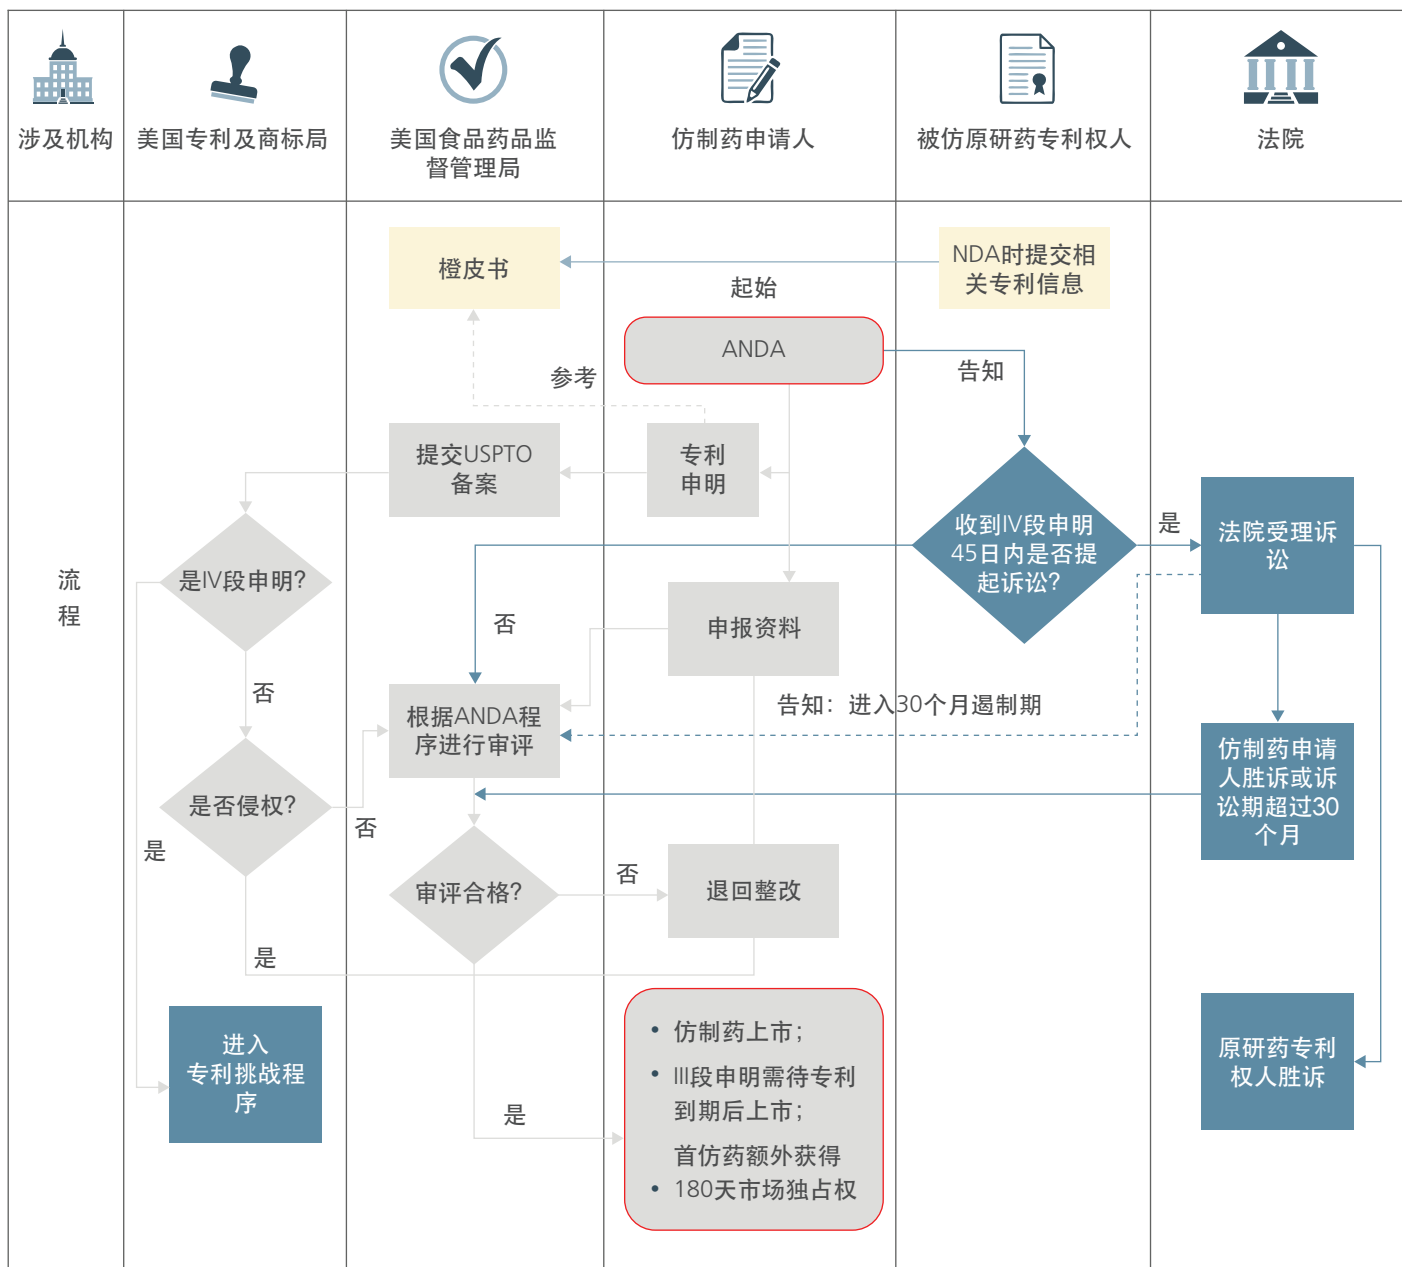 涉及机构
美国专利及商标局
美国食品药品监
督管理局
仿制药申请人
被仿原研药专利权人
法院
流
程
橙皮书
NDA时提交相
关专利信息
起始
ANDA
告知
参考
提交USPTO
备案
专利
申明
收到IV段申明
45日内是否提
起诉讼?
是
法院受理诉
讼
是IV段申明?
否
申报资料
否
根据ANDA程
序进行审评
告知：进入30个月遏制期
仿制药申请
人胜诉或诉
讼期超过30
个月
是否侵权?
否
是
审评合格?
否
退回整改
是
进入
专利挑战程
序
是
• 仿制药上市；
• III段申明需待专利
到期后上市；
首仿药额外获得
• 180天市场独占权
原研药专利
权人胜诉